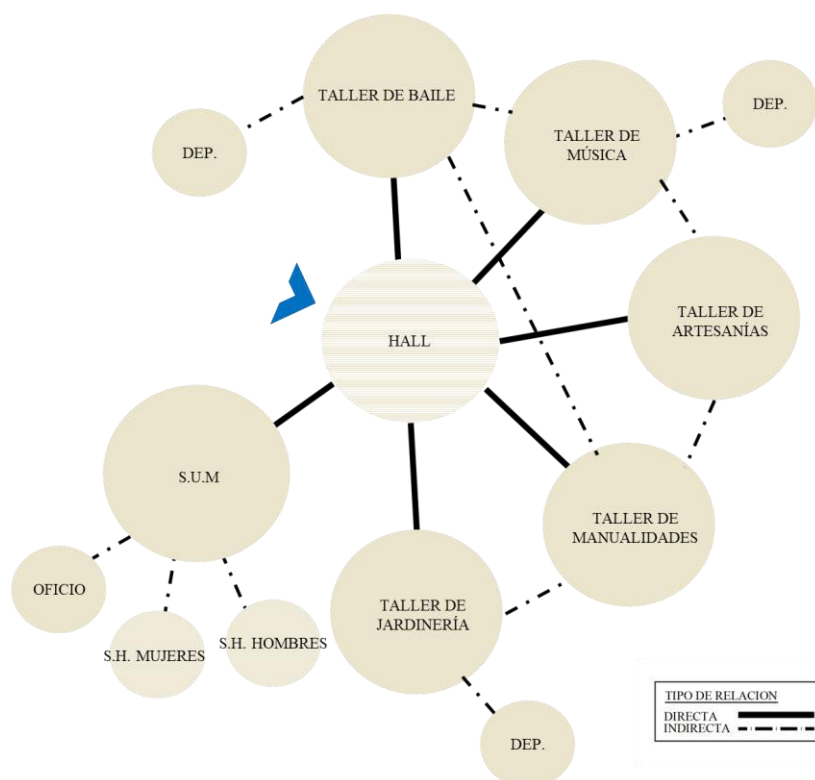 TALLER DE BAILE
DEP.
TALLER DE
MÚSICA
DEP.
TALLER DE
ARTESANÍAS
HALL
S.U.M
TALLER DE
MANUALIDADES
OFICIO
TALLER DE
JARDINERÍA
S.H. HOMBRES
S.H. MUJERES
DEP.
TIPO DE RELACION
DIRECTA
INDIRECTA